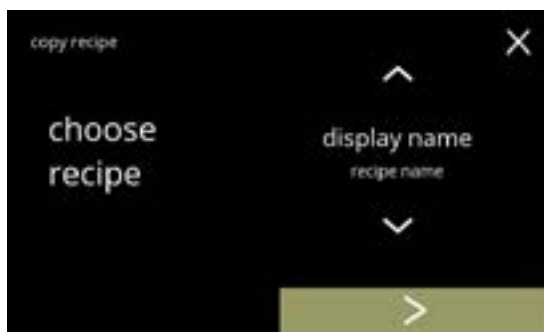 copy recipe
choose
recipe
display name
recipe name